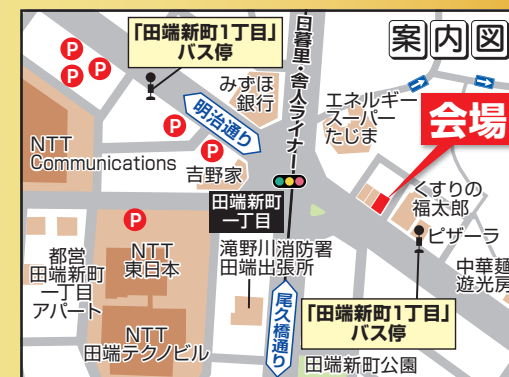 案内図
「田端新町1丁目」
バス停
日暮里・舎人ライナー
みずほ
銀行
エネルギー
スーパー
たじま
会場
P
P
P
P
P
P
明治通り
NTT
Communications
吉野家
田端新町
一丁目
くすりの
福太郎
ピザーラ
中華麺
遊光房
都営
田端新町
一丁目
アパート
NTT
東日本
滝野川消防署
田端出張所
尾久橋通り
「田端新町1丁目」
バス停
NTT
田端テクノビル
田端新町公園